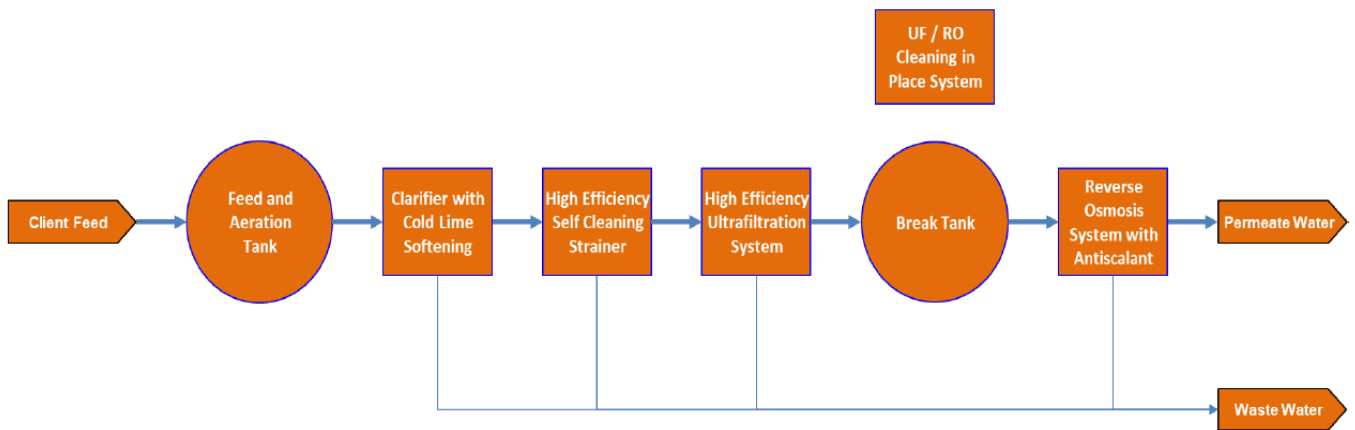 UF / RO
Cleaning in
Place System
Client Feed
Feed and
Aeration
Tank
Clarifier with
Cold Lime
Softening
High Efficiency
Self Cleaning
Strainer
High Efficiency
Ultrafiltration
System
Break Tank
Reverse
Osmosis
System with
Antiscalant
Permeate Water
Waste Water